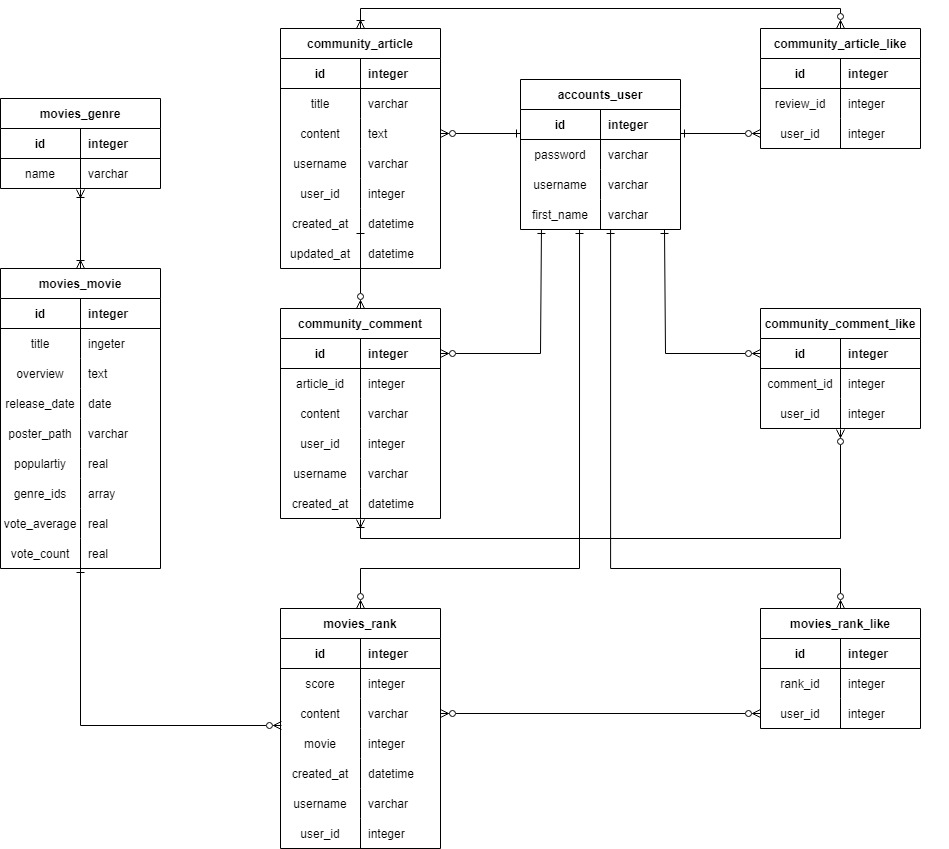 community_article
id integer
title varchar
content text
username varchar
user_id integer
created_at datetime
updated_at datetime
community_article_like
id integer
review_id integer
user_id integer
accounts_user
id integer
password varchar
username varchar
first_name varchar
movies_genre
id integer
name varchar
movies_movie
id integer
title ingeter
overview text
release_date date
poster_path varchar
populartiy real
genre_ids array
vote_average real
vote_count real
community_comment
id integer
article_id integer
content varchar
user_id integer
username varchar
created_at datetime
community_comment_like
id integer
comment_id integer
user_id integer
movies_rank
id integer
score integer
content varchar
movie integer
created_at datetime
username varchar
user_id integer
movies_rank_like
id integer
rank_id integer
user_id integer